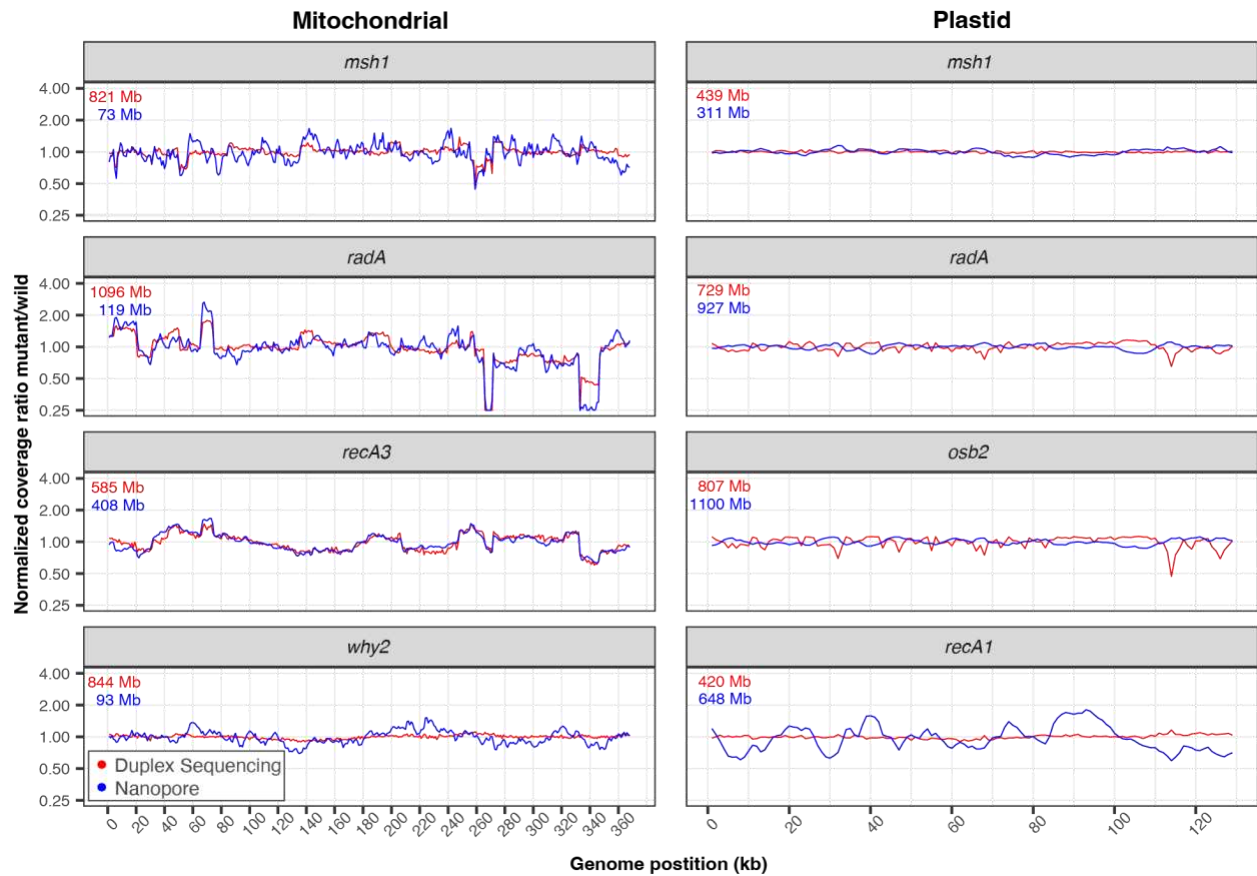 Mitochondrial
Plastid
Normalized coverage ratio mutant/wild
msh1
4.00
2.00
1.00
0.50
0.25
821 Mb
73 Mb
msh1
439 Mb
311 Mb
radA
4.00
2.00
1.00
0.50
0.25
1096 Mb
119 Mb
radA
729 Mb
927 Mb
recA3
4.00
2.00
1.00
0.50
0.25
585 Mb
408 Mb
osb2
807 Mb
1100 Mb
why2
4.00
2.00
1.00
0.50
0.25
844 Mb
93 Mb
Duplex Sequencing
Nanopore
recA1
420 Mb
648 Mb
0 20 40 60 80 100 120 140 160 180 200 220 240 260 280 300 320 340 360
0 20 40 60 80 100 120
Genome postition (kb)